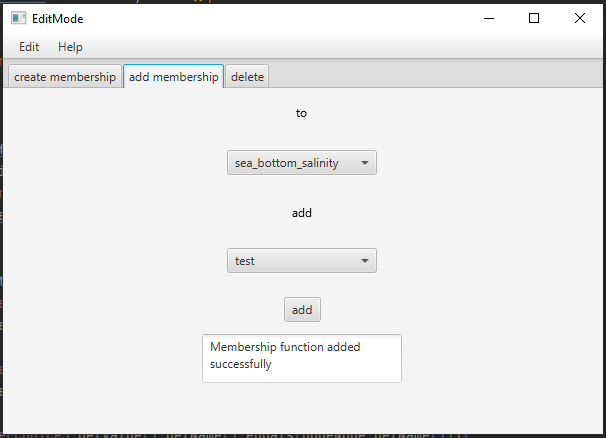 EditMode
Edit Help
create membership add membership delete
to
sea_bottom_salinity
add
test
add
Membership function added
successfully